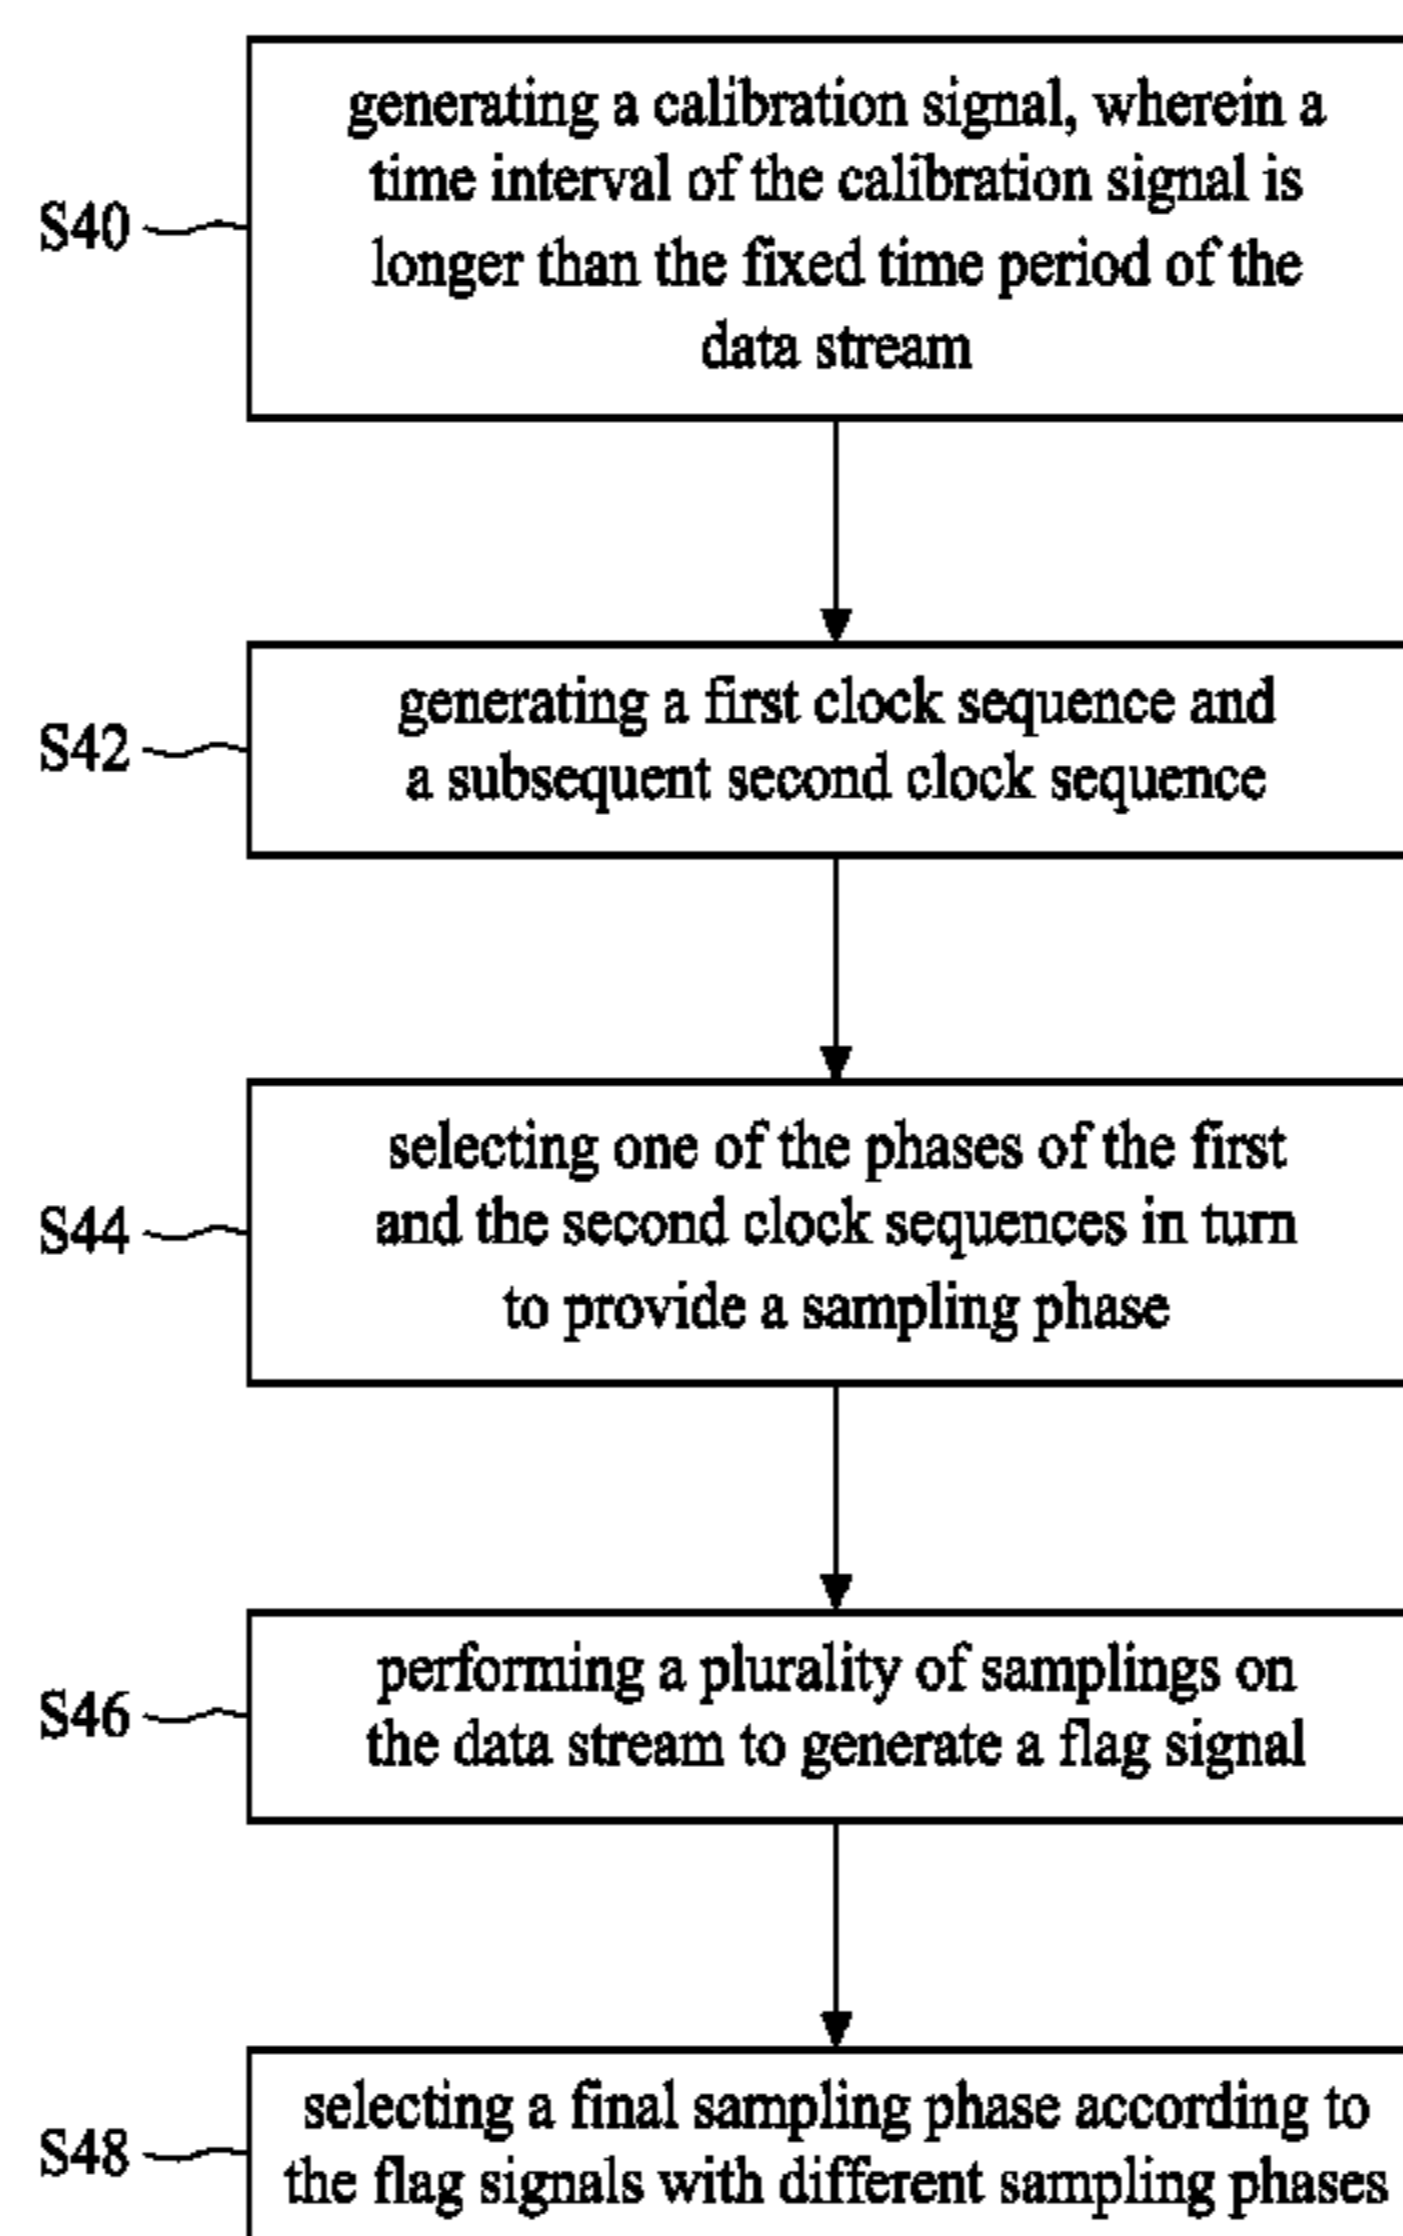 generating a calibration signal, wherein a
time interval of the calibration signal is
S40
longer than the fixed time period of the
data stream
generating a first clock sequence and
S42
a subsequent second clock sequence
selecting one of the phases of the first
S44
and the second clock sequences in turn
to provide a sampling phase
performing a plurality of samplings on
S46
the data stream to generate a flag signal
selecting a final sampling phase according to
S48
the flag signals with different sampling phases